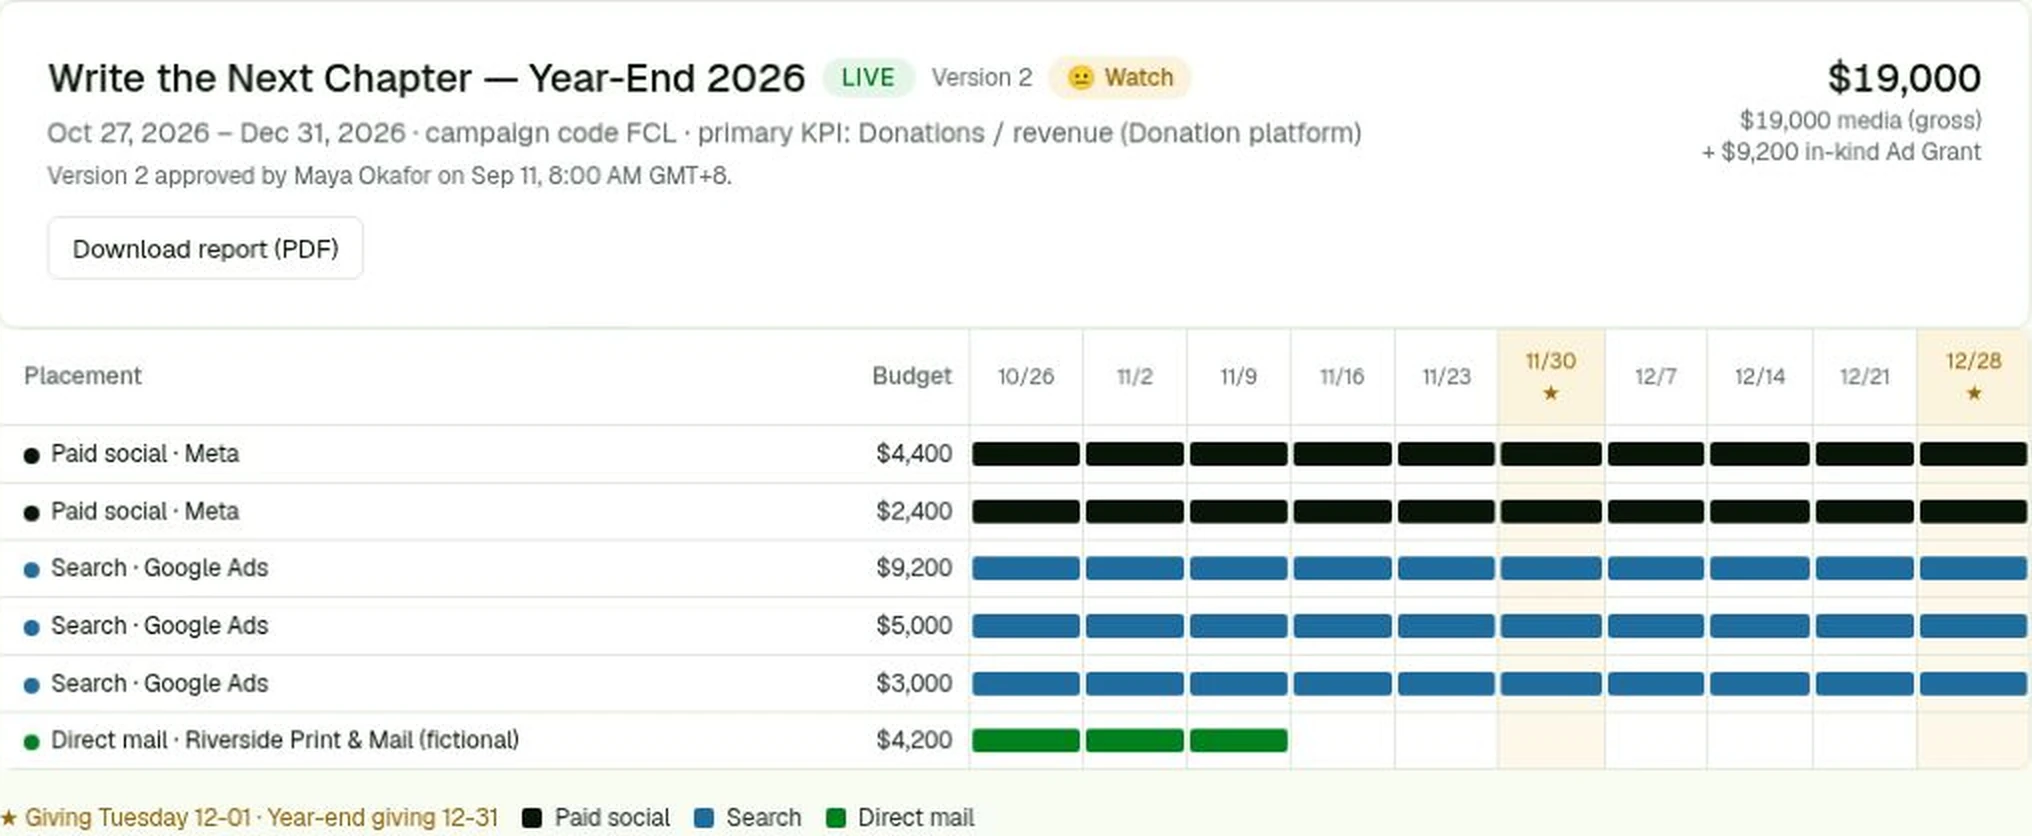 Write the Next Chapter — Year-End 2026 LIVE Version 2 😐 Watch
$19,000
Oct 27, 2026 – Dec 31, 2026 · campaign code FCL · primary KPI: Donations / revenue (Donation platform)
$19,000 media (gross)
+ $9,200 in-kind Ad Grant
Version 2 approved by Maya Okafor on Sep 11, 8:00 AM GMT+8.
Download report (PDF)
Placement Budget 10/26 11/2 11/9 11/16 11/23 11/30 ★ 12/7 12/14 12/21 12/28 ★
Paid social · Meta $4,400
Paid social · Meta $2,400
Search · Google Ads $9,200
Search · Google Ads $5,000
Search · Google Ads $3,000
Direct mail · Riverside Print & Mail (fictional) $4,200
★ Giving Tuesday 12-01 · Year-end giving 12-31 Paid social Search Direct mail